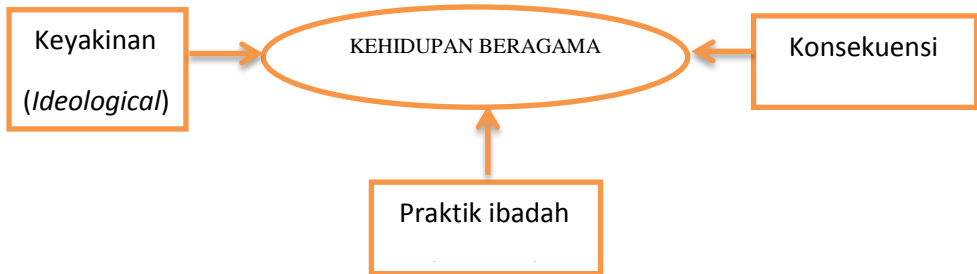 Keyakinan
(Ideological)
KEHIDUPAN BERAGAMA
Konsekuensi
Praktik ibadah